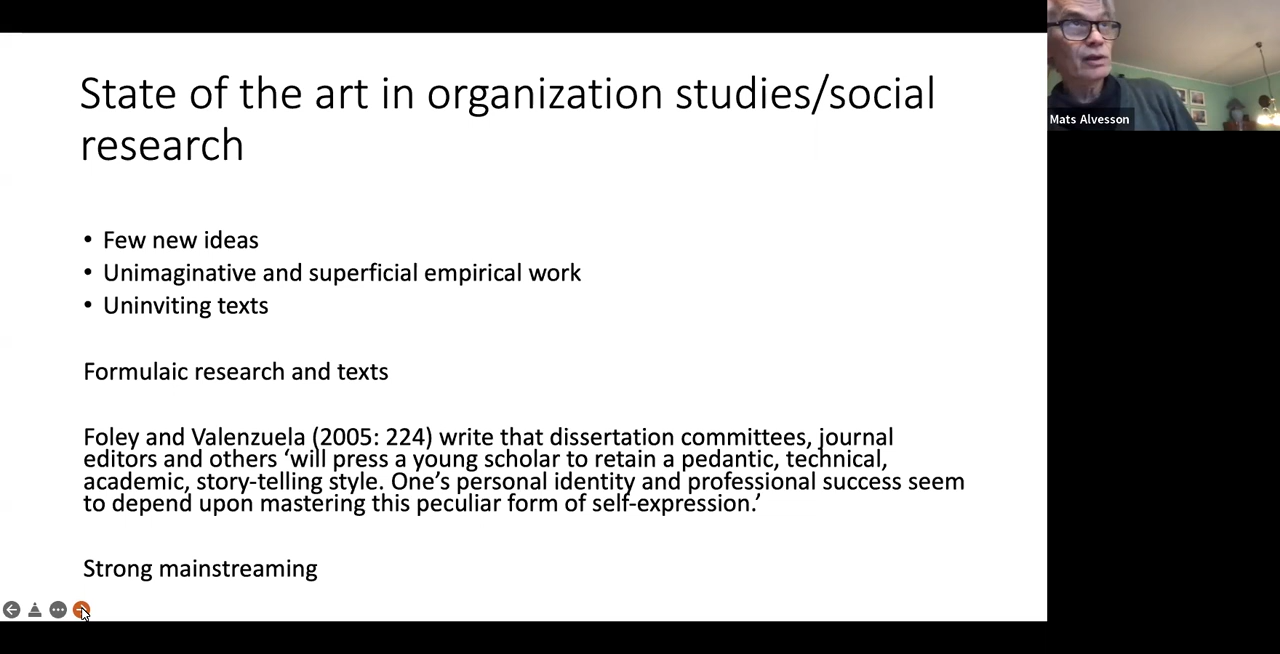 State of the art in organization studies/social
research
• Few new ideas
• Unimaginative and superficial empirical work
• Uninviting texts
Formulaic research and texts
Foley and Valenzuela (2005: 224) write that dissertation committees, journal
editors and others ‘will press a young scholar to retain a pedantic, technical,
academic, story-telling style. One’s personal identity and professional success seem
to depend upon mastering this peculiar form of self-expression.’
Strong mainstreaming
Mats Alvesson